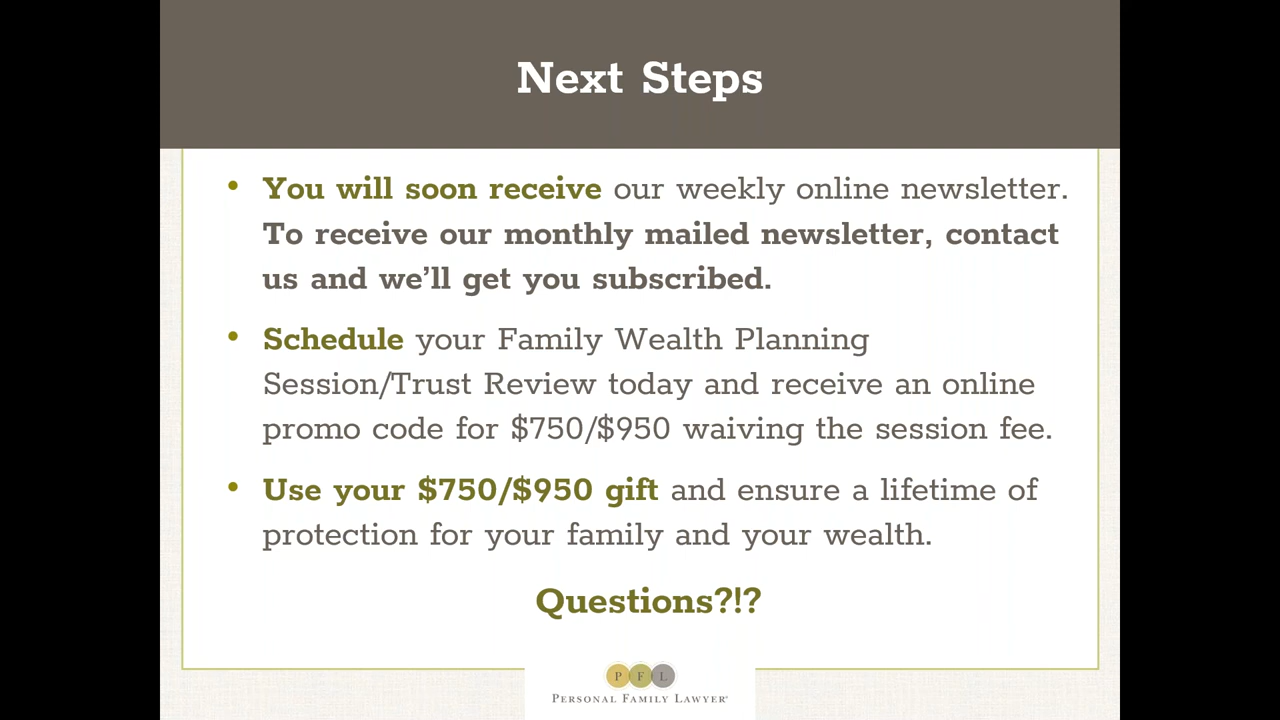 Next Steps
• You will soon receive our weekly online newsletter.
To receive our monthly mailed newsletter, contact
us and we’ll get you subscribed.
• Schedule your Family Wealth Planning
Session/Trust Review today and receive an online
promo code for $750/$950 waiving the session fee.
• Use your $750/$950 gift and ensure a lifetime of
protection for your family and your wealth.
Questions?!?
P F L
Personal Family Lawyer®